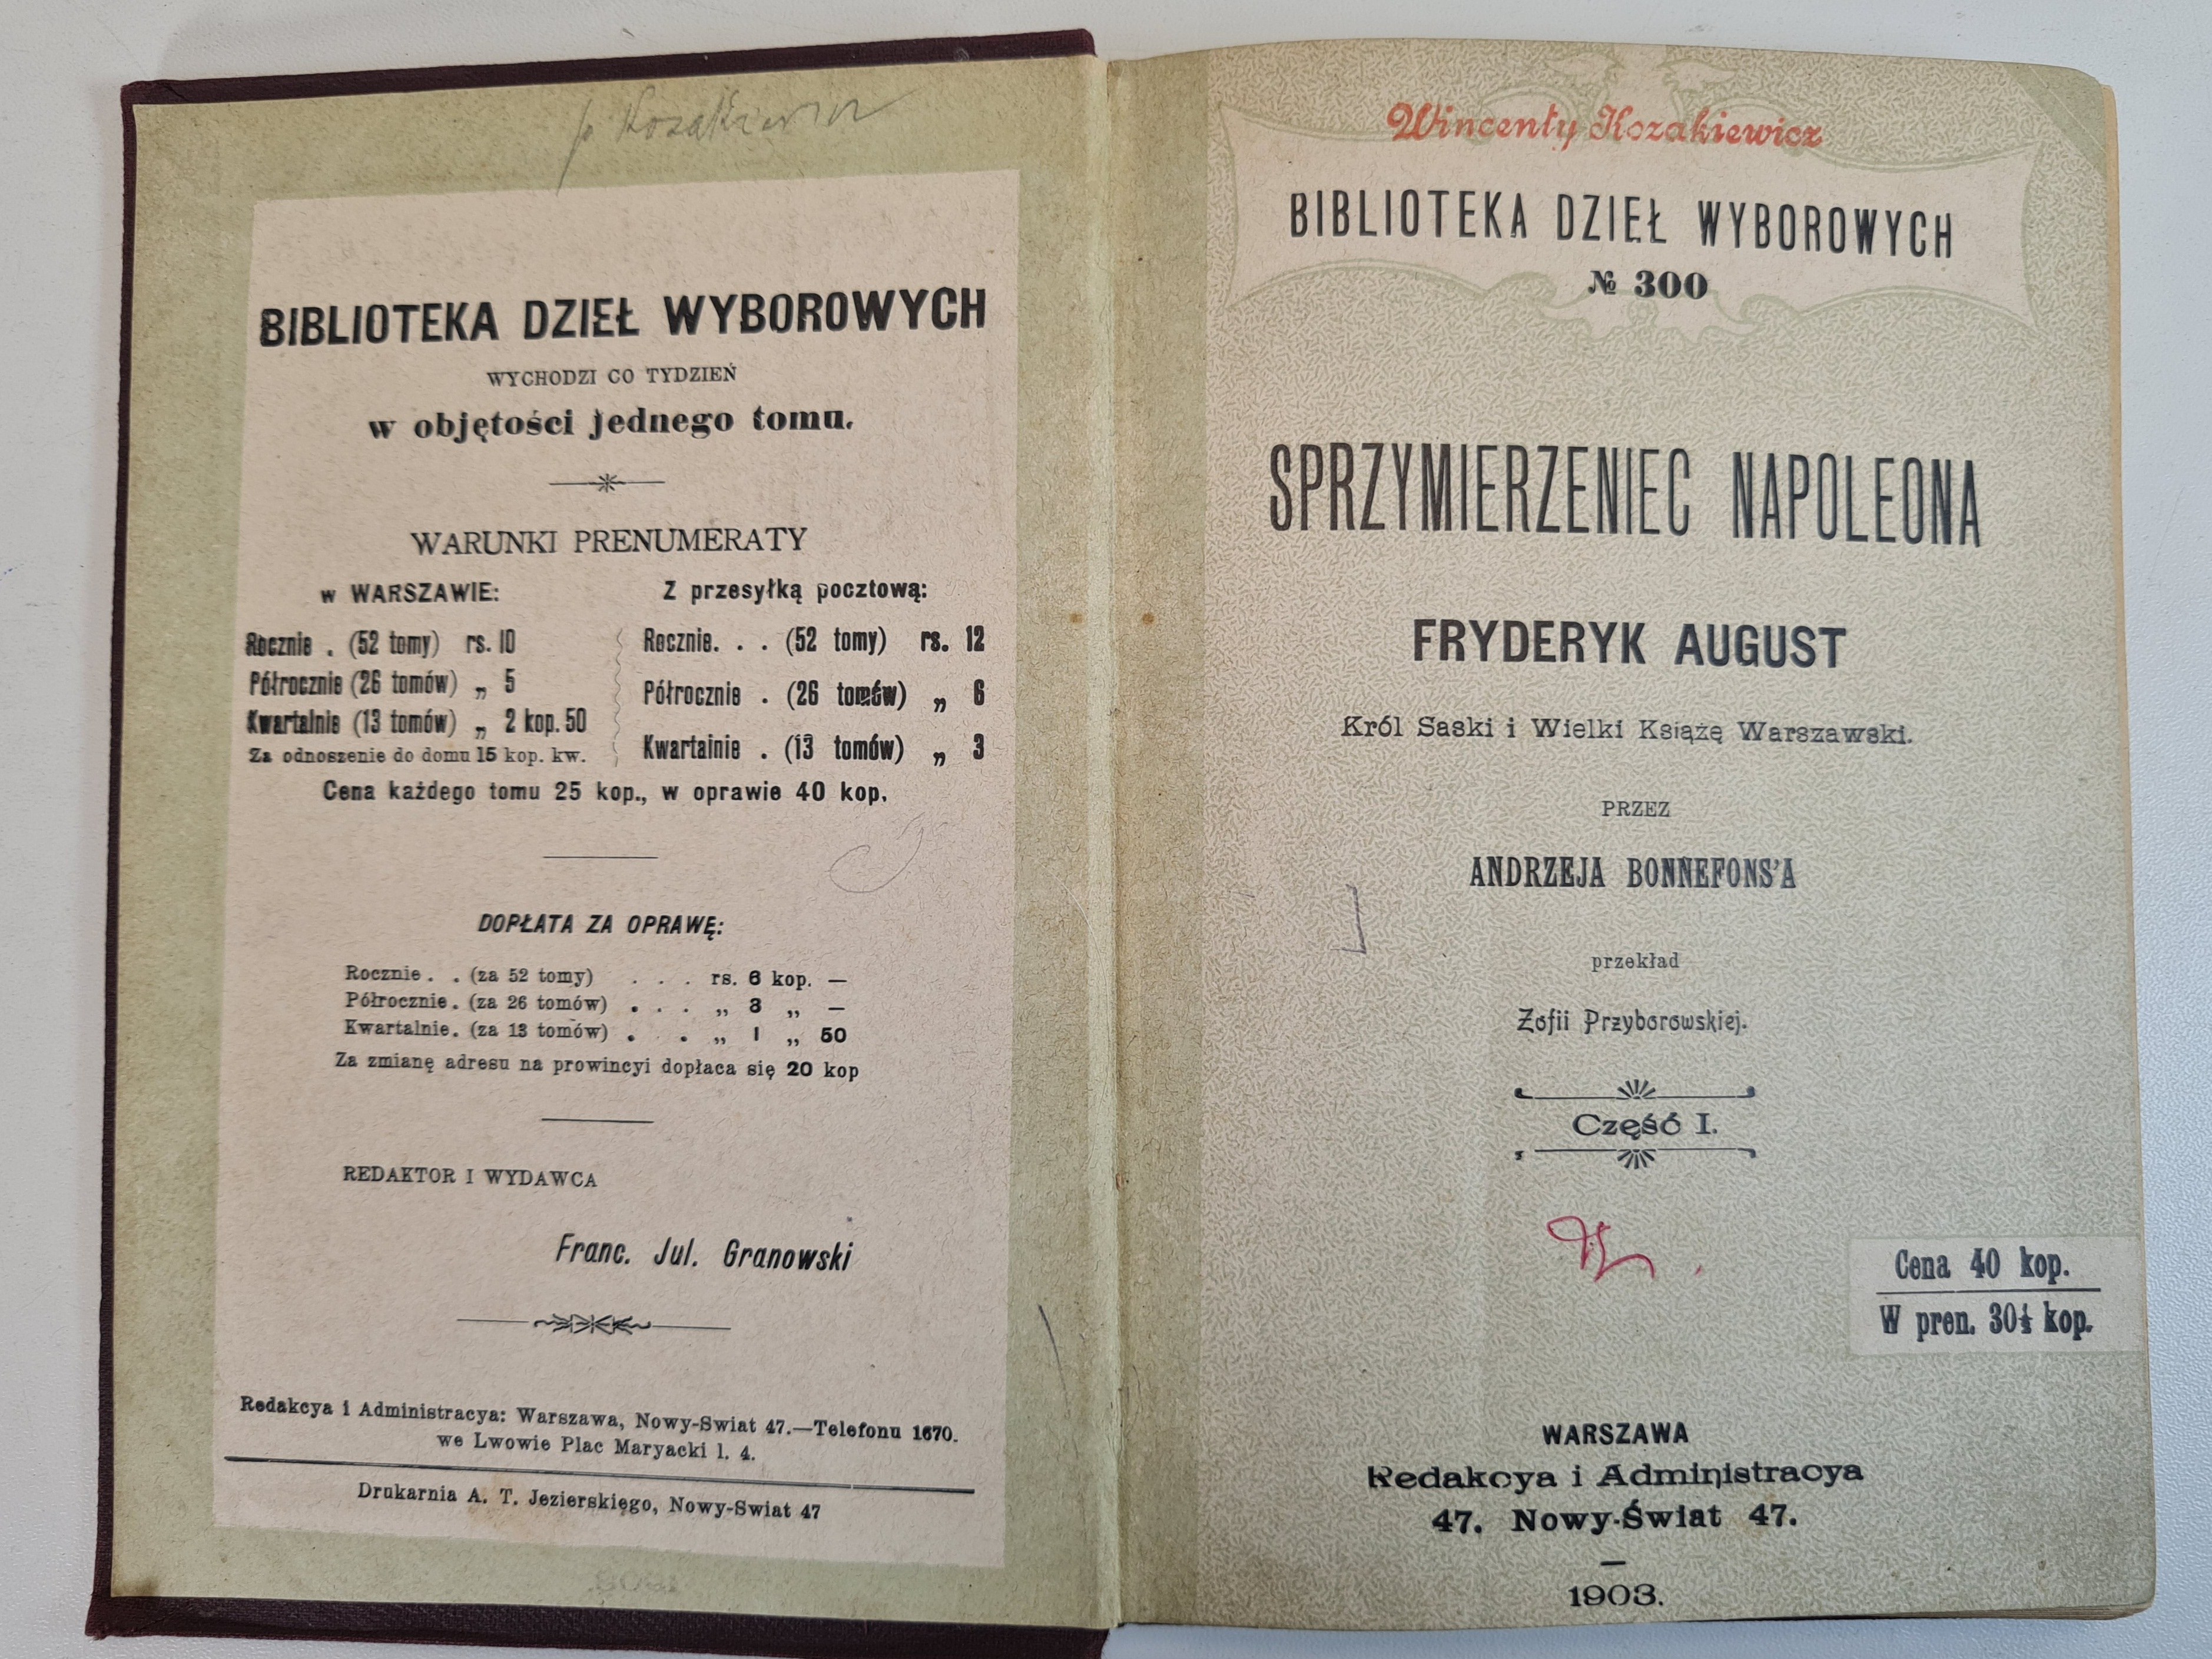 Kozakiewicz
BIBLIOTEKA DZIEŁ WYBOROWYCH
WYCHODZI CO TYDZIEŃ
w objętości jednego tomu.
WARUNKI PRENUMERATY
w WARSZAWIE:
Rocznie . (52 tomy) rs. 10
Półrocznie (26 tomów) „ 5
Kwartalnie (13 tomów) „ 2 kop. 50
Za odnoszenie do domu 15 kop. kw.
Z przesyłką pocztową:
Rocznie. . . (52 tomy) rs. 12
Półrocznie . (26 tomów) „ 6
Kwartalnie . (13 tomów) „ 3
Cena każdego tomu 25 kop., w oprawie 40 kop.
DOPŁATA ZA OPRAWĘ:
Rocznie . . (za 52 tomy) . . . rs. 6 kop. —
Półrocznie . (za 26 tomów) . . . „ 3 „ —
Kwartalnie. (za 13 tomów) . . „ 1 „ 50
Za zmianę adresu na prowincyi dopłaca się 20 kop
REDAKTOR I WYDAWCA
Franc. Jul. Granowski
Redakcya i Administracya: Warszawa, Nowy-Swiat 47.—Telefonu 1670.
we Lwowie Plac Maryacki l. 4.
Drukarnia A. T. Jezierskiego, Nowy-Swiat 47
Wincenty Kozakiewicz
BIBLIOTEKA DZIEŁ WYBOROWYCH
№ 300
SPRZYMIERZENIEC NAPOLEONA
FRYDERYK AUGUST
Król Saski i Wielki Książę Warszawski.
PRZEZ
ANDRZEJA BONNEFONS'A
przekład
Zofii Przyborowskiej.
Część I.
Cena 40 kop.
W pren. 30½ kop.
WARSZAWA
Redakcya i Administracya
47. Nowy-Świat 47.
—
1903.